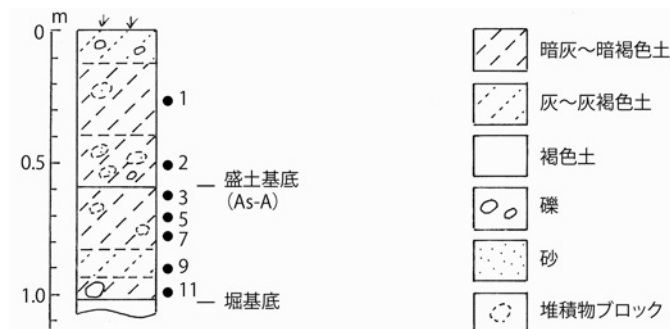 m
0
0.5
1.0
1
2
3
5
7
9
11
盛土基底
(As-A)
堀基底
暗灰～暗褐色土
灰～灰褐色土
褐色土
礫
砂
堆積物ブロック